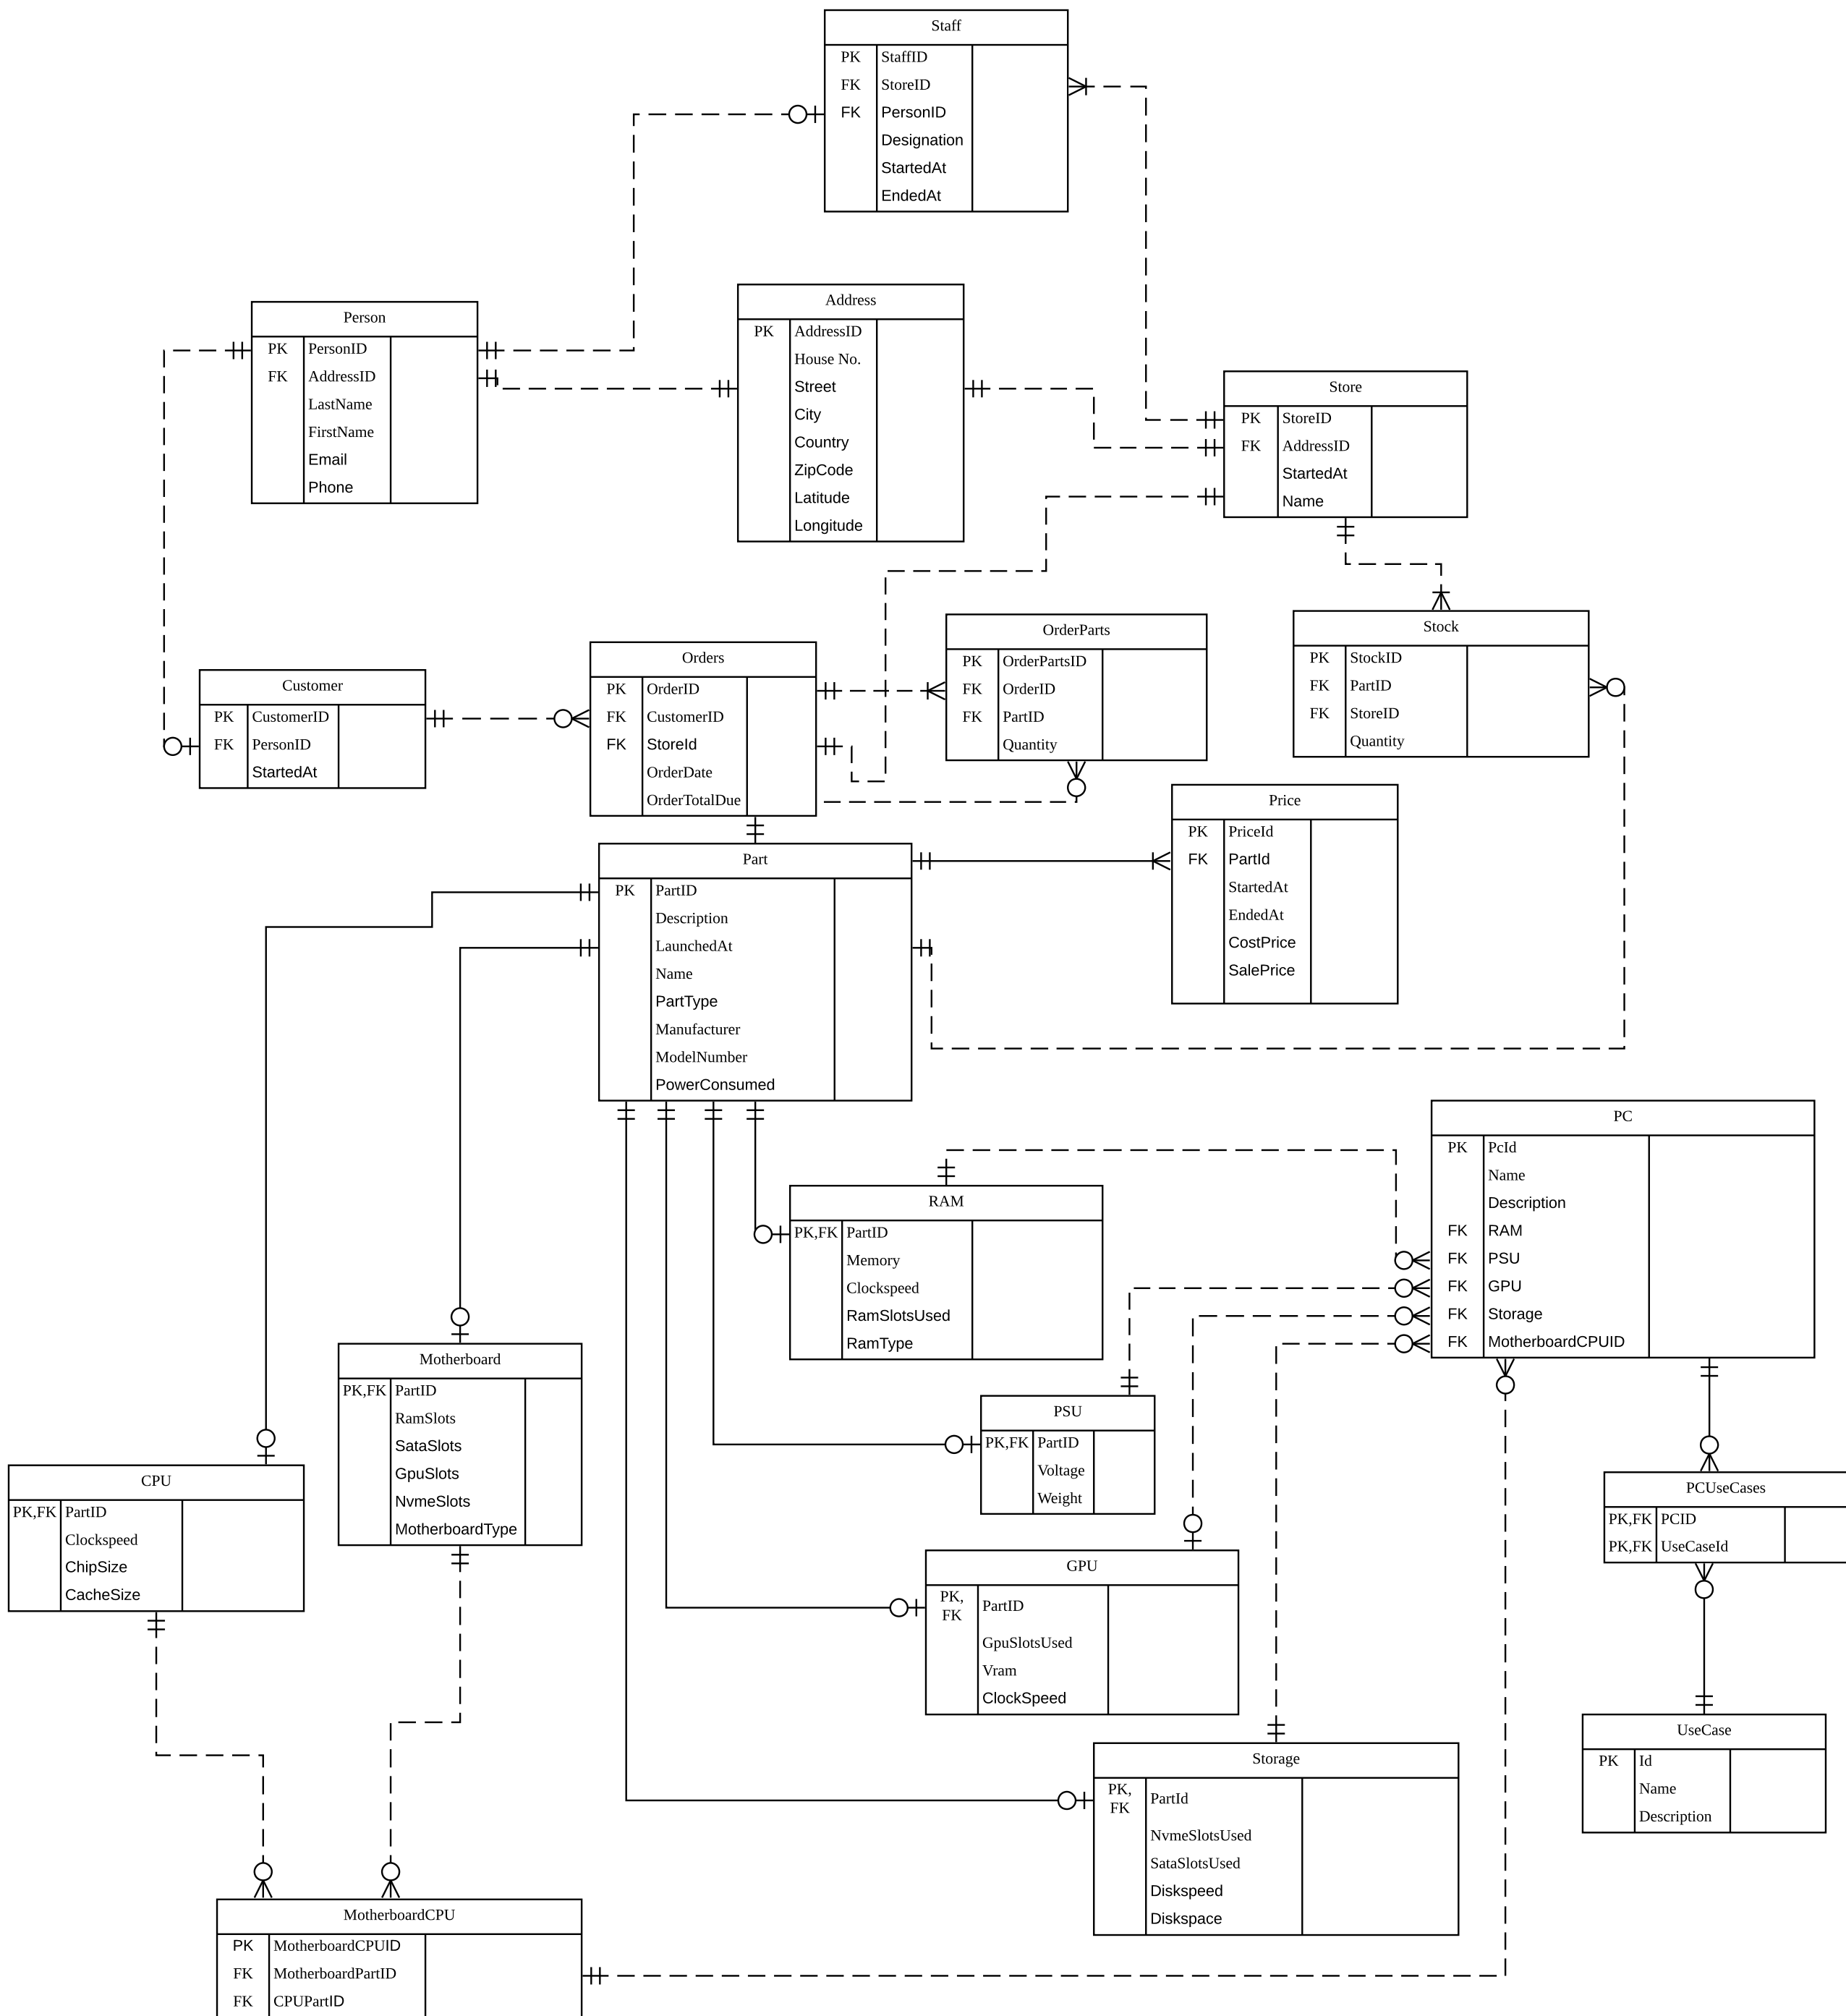 Staff
PK StaffID
FK StoreID
FK PersonID
Designation
StartedAt
EndedAt
Person
PK PersonID
FK AddressID
LastName
FirstName
Email
Phone
Address
PK AddressID
House No.
Street
City
Country
ZipCode
Latitude
Longitude
Store
PK StoreID
FK AddressID
StartedAt
Name
Customer
PK CustomerID
FK PersonID
StartedAt
Orders
PK OrderID
FK CustomerID
FK StoreId
OrderDate
OrderTotalDue
OrderParts
PK OrderPartsID
FK OrderID
FK PartID
Quantity
Stock
PK StockID
FK PartID
FK StoreID
Quantity
Price
PK PriceId
FK PartId
StartedAt
EndedAt
CostPrice
SalePrice
Part
PK PartID
Description
LaunchedAt
Name
PartType
Manufacturer
ModelNumber
PowerConsumed
PC
PK PcId
Name
Description
FK RAM
FK PSU
FK GPU
FK Storage
FK MotherboardCPUID
RAM
PK,FK PartID
Memory
Clockspeed
RamSlotsUsed
RamType
Motherboard
PK,FK PartID
RamSlots
SataSlots
GpuSlots
NvmeSlots
MotherboardType
PSU
PK,FK PartID
Voltage
Weight
CPU
PK,FK PartID
Clockspeed
ChipSize
CacheSize
PCUseCases
PK,FK PCID
PK,FK UseCaseId
GPU
PK,
FK PartID
GpuSlotsUsed
Vram
ClockSpeed
UseCase
PK Id
Name
Description
Storage
PK,
FK PartId
NvmeSlotsUsed
SataSlotsUsed
Diskspeed
Diskspace
MotherboardCPU
PK MotherboardCPUID
FK MotherboardPartID
FK CPUPartID